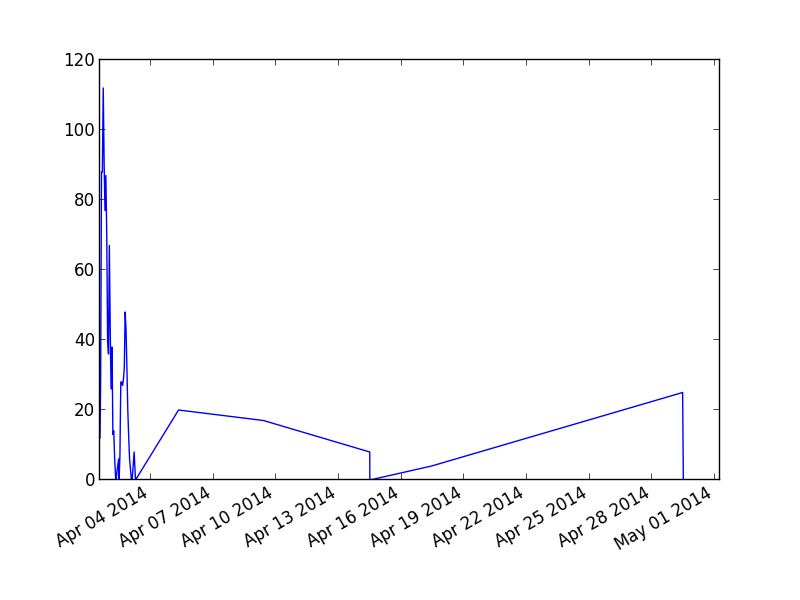 120
100
80
60
40
20
0
Apr 04 2014
Apr 07 2014
Apr 10 2014
Apr 13 2014
Apr 16 2014
Apr 19 2014
Apr 22 2014
Apr 25 2014
Apr 28 2014
May 01 2014